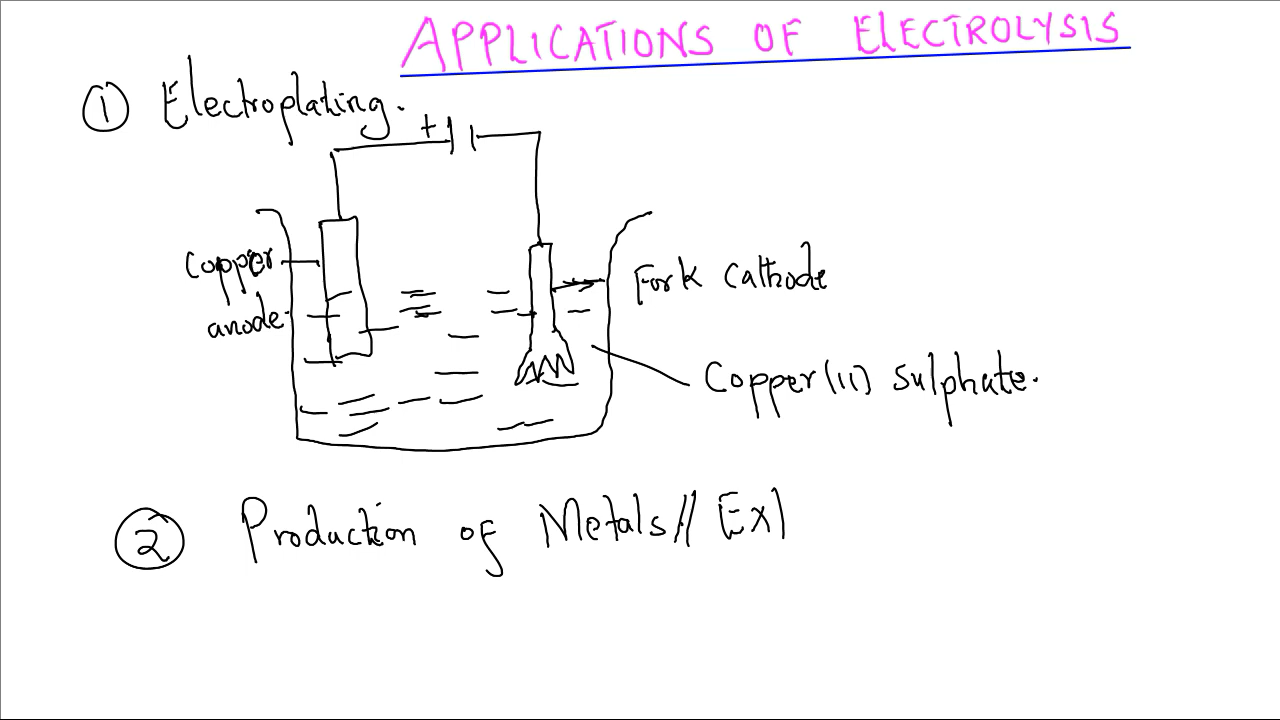 APPLICATIONS OF ElECTROLYSIS
① Electroplating.
+
Copper
anode.
Fork Cathode
Copper(II) Sulphate.
② Production of Metals// Ex